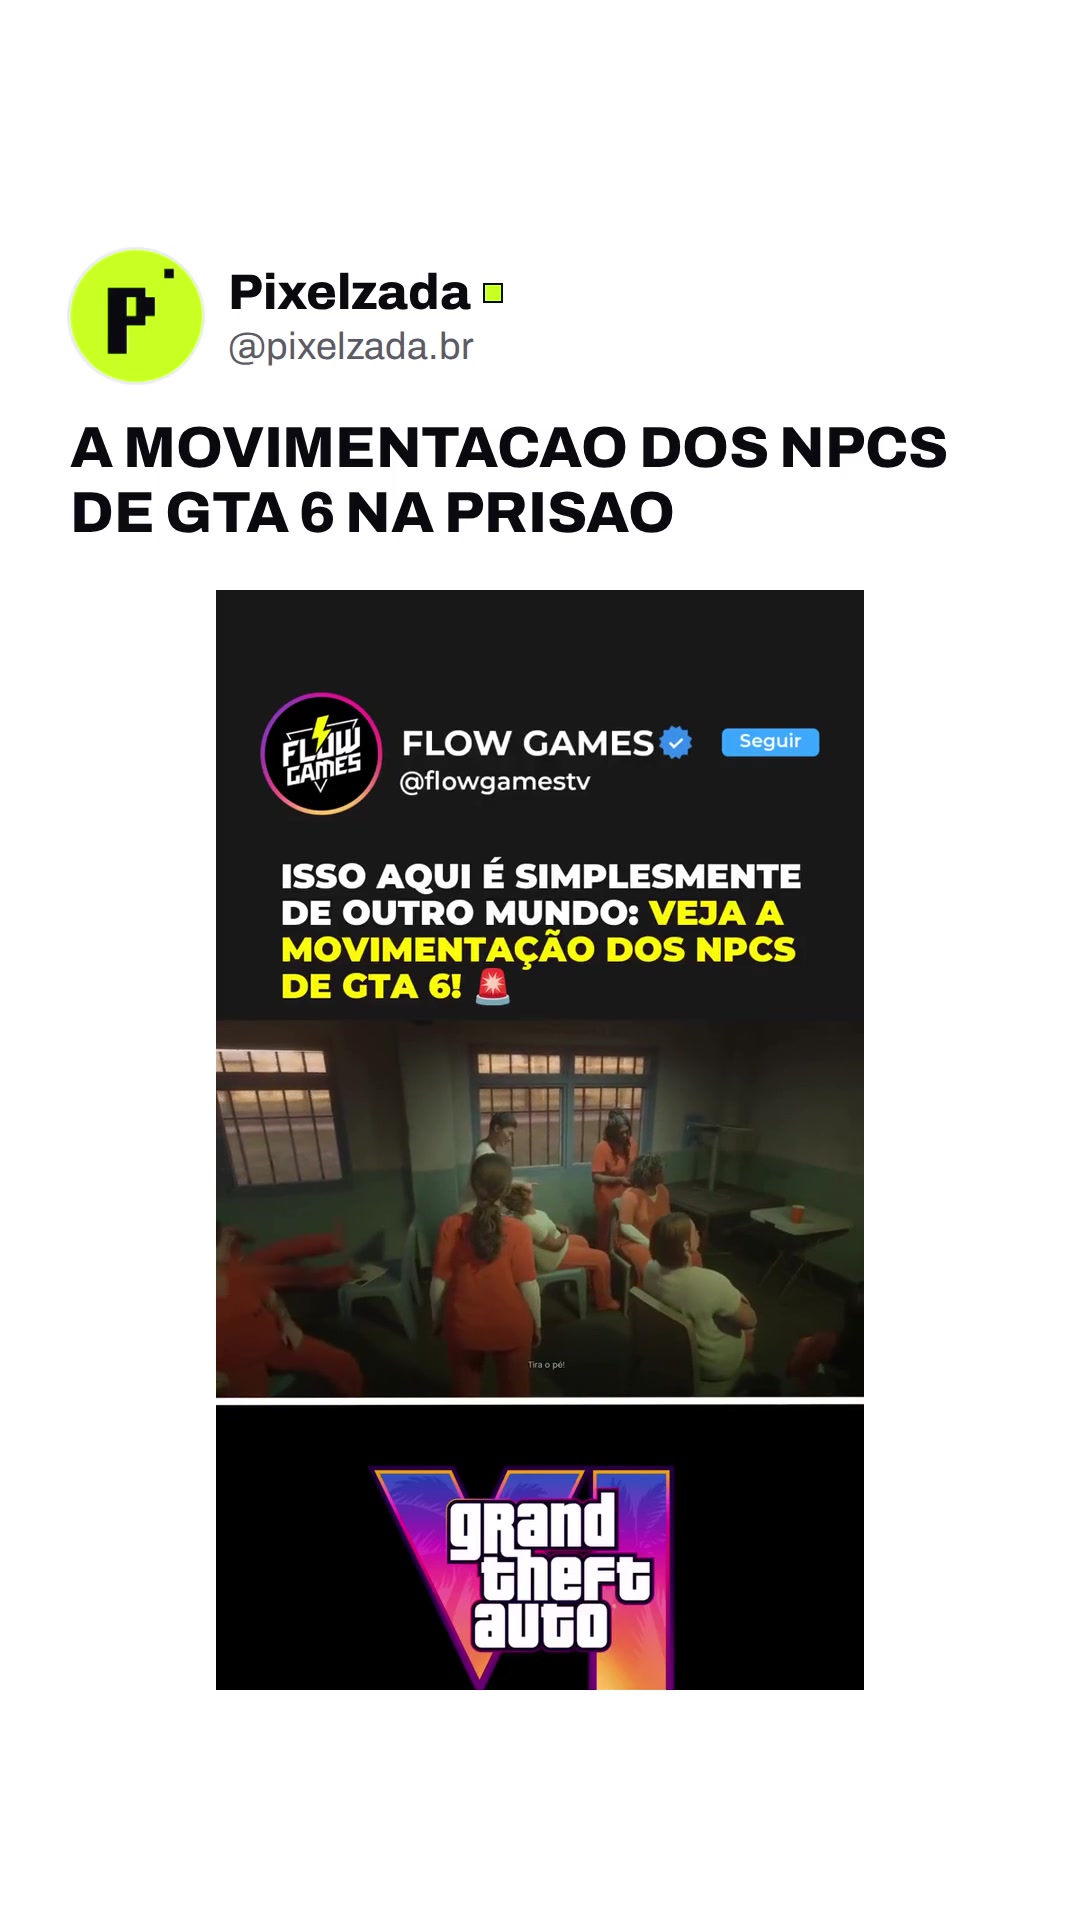 P
Pixelzada
@pixelzada.br
A MOVIMENTACAO DOS NPCS
DE GTA 6 NA PRISAO
FLOW
GAMES
FLOW GAMES
Seguir
@flowgamestv
ISSO AQUI É SIMPLESMENTE
DE OUTRO MUNDO: VEJA A
MOVIMENTAÇÃO DOS NPCS
DE GTA 6! 🚨
Tira o pé!
VI
grand
theft
auto